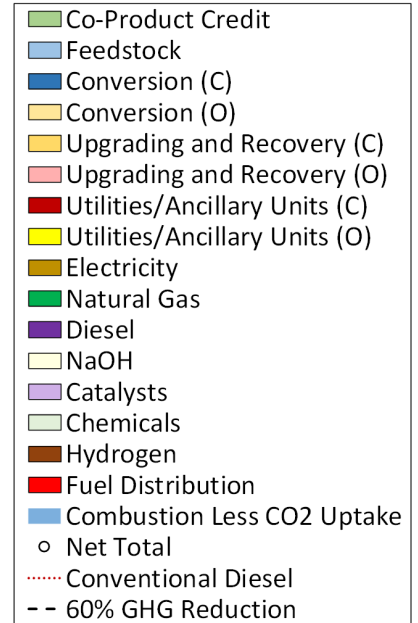 Co-Product Credit
Feedstock
Conversion (C)
Conversion (O)
Upgrading and Recovery (C)
Upgrading and Recovery (O)
Utilities/Ancillary Units (C)
Utilities/Ancillary Units (O)
Electricity
Natural Gas
Diesel
NaOH
Catalysts
Chemicals
Hydrogen
Fuel Distribution
Combustion Less CO2 Uptake
Net Total
Conventional Diesel
60% GHG Reduction